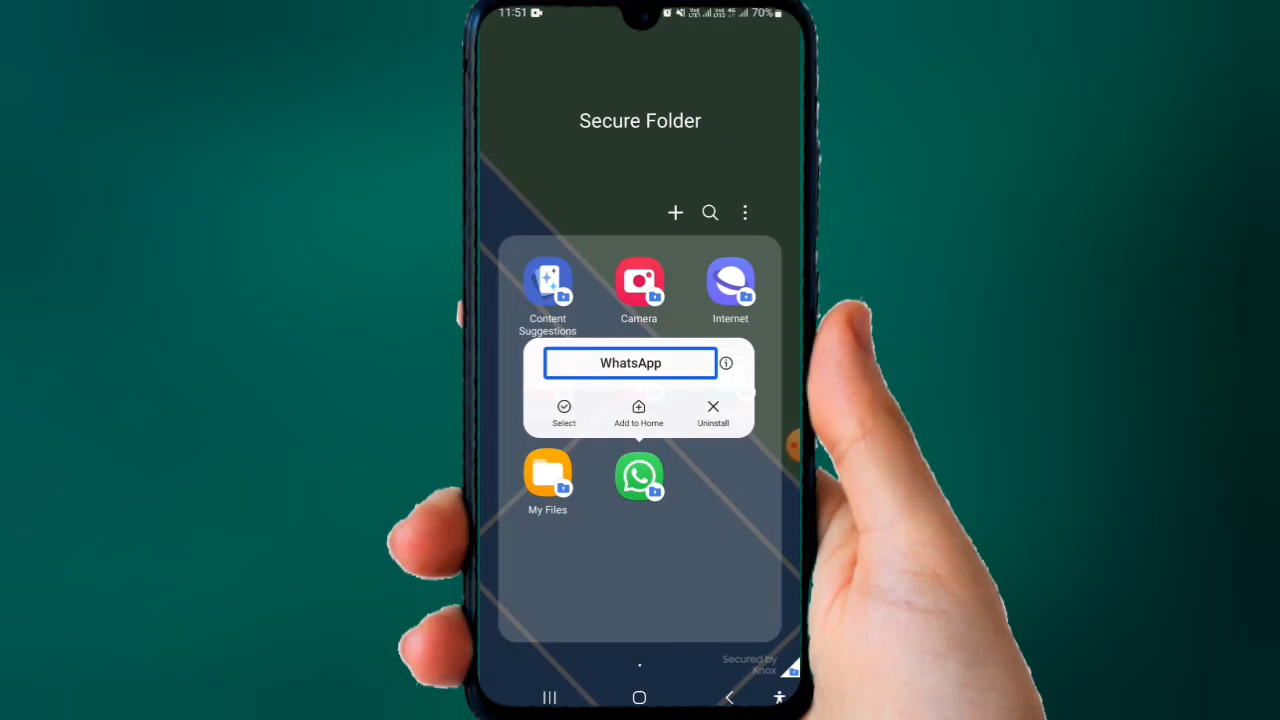 11:51
70%
Secure Folder
Content
Suggestions
Camera
Internet
WhatsApp
Select
Add to Home
Uninstall
My Files
Secured by
Knox